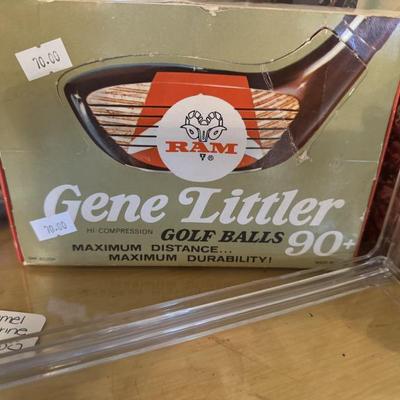 70.00
RAM
®
Gene Littler
70.00
HI-COMPRESSION GOLF BALLS 90+
MAXIMUM DISTANCE...
MAXIMUM DURABILITY!